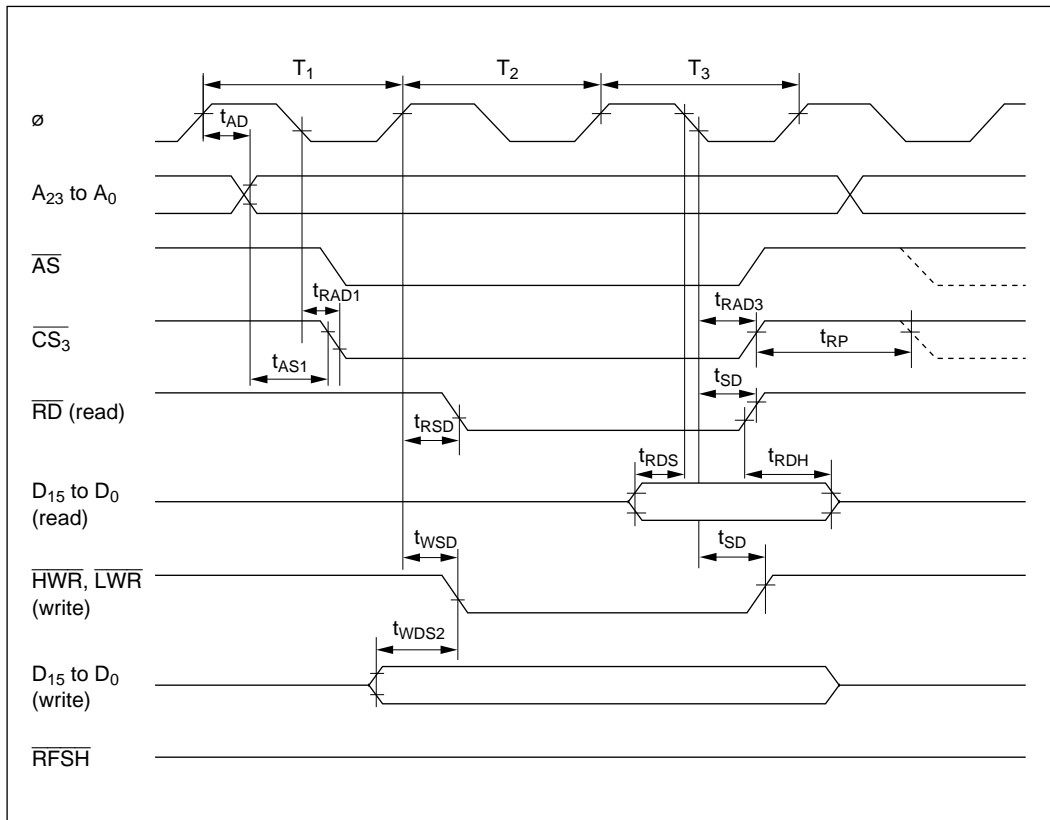 T1 T2 T3
ø
tAD
A23 to A0
AS
tRAD1 tRAD3
CS3
tRP
tAS1
tSD
RD (read)
tRSD
tRDS tRDH
D15 to D0
(read)
tWSD tSD
HWR, LWR
(write)
tWDS2
D15 to D0
(write)
RFSH